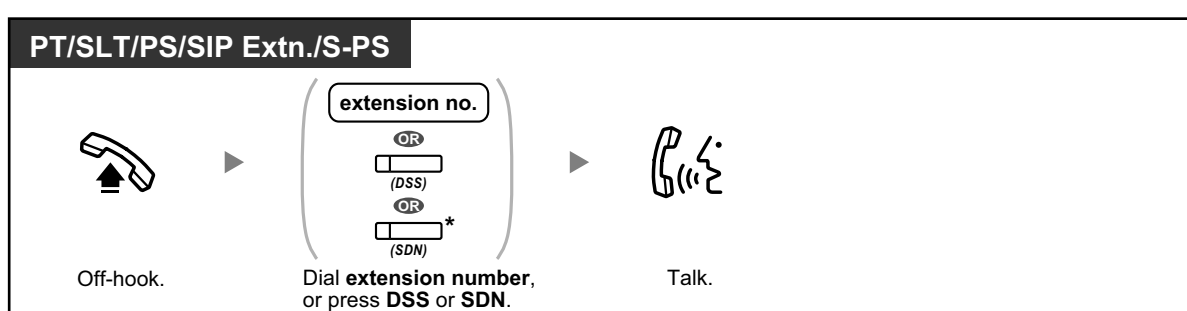 PT/SLT/PS/SIP Extn./S-PS
extension no.
OR
(DSS)
OR
*
(SDN)
Off-hook.
Dial extension number,
or press DSS or SDN.
Talk.